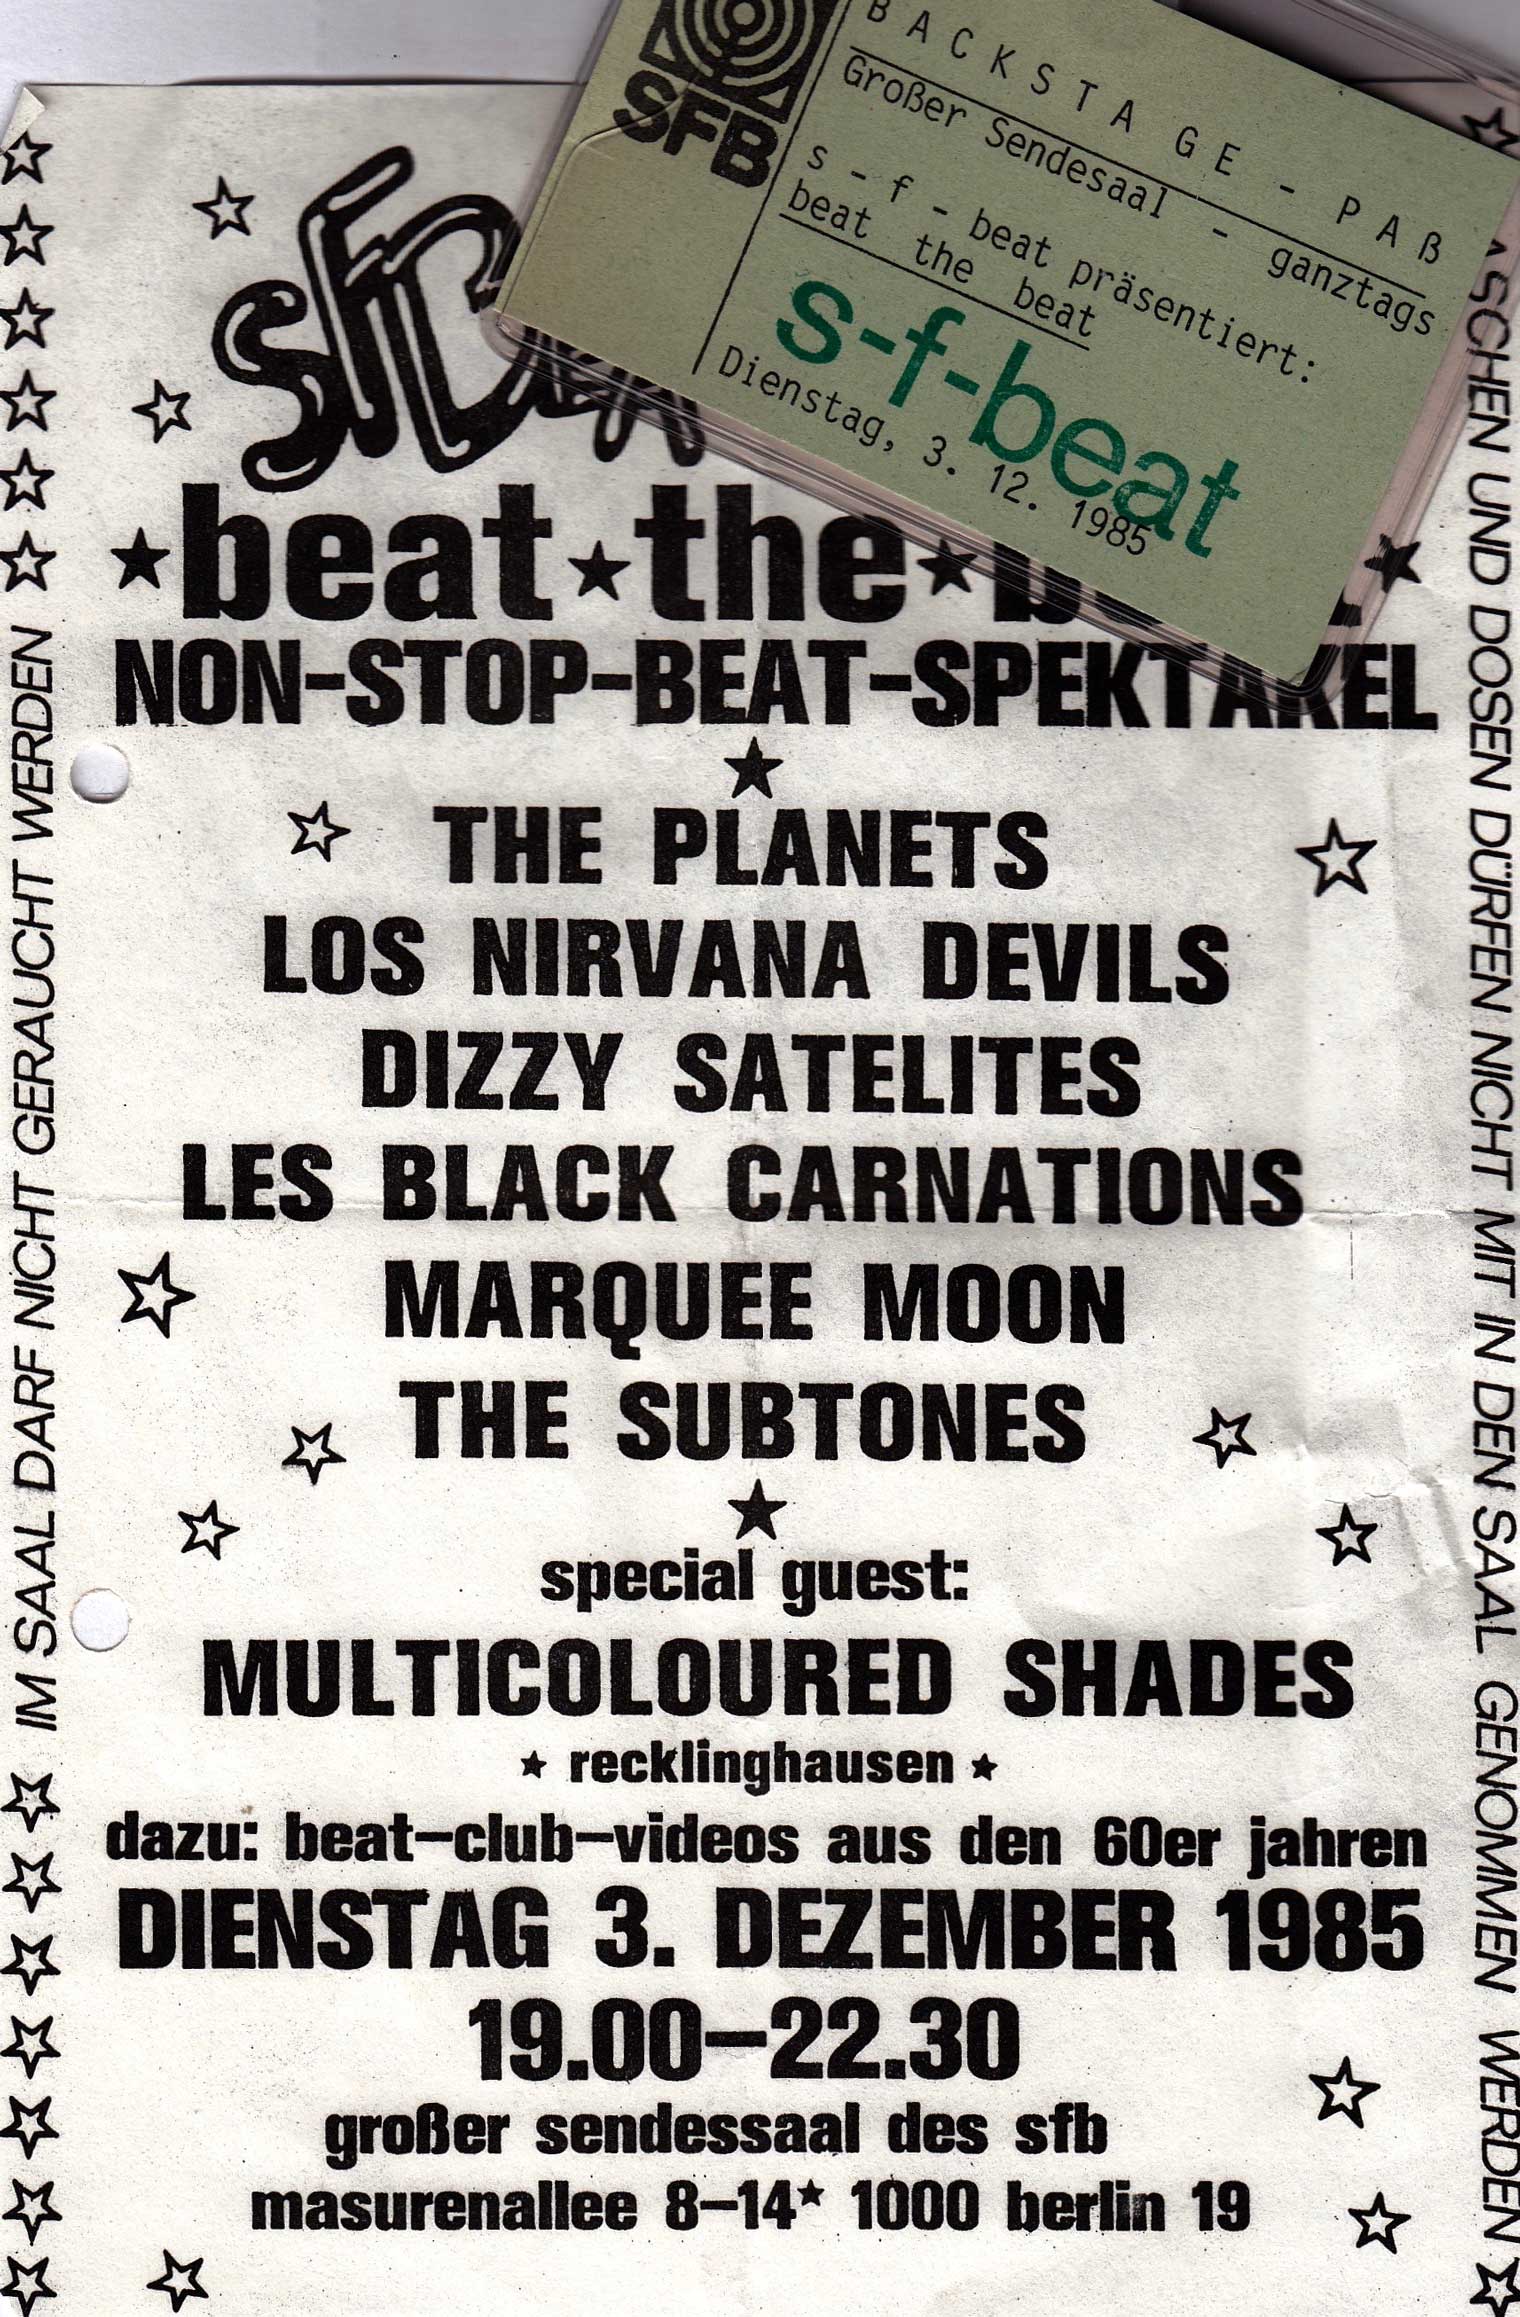 SFB
BACKSTAGE - PAß
Großer Sendesaal - ganztags
s - f - beat präsentiert:
beat the beat
s-f-beat
Dienstag, 3. 12. 1985
beat★the★
NON-STOP-BEAT-SPEKTAKEL
THE PLANETS
LOS NIRVANA DEVILS
DIZZY SATELITES
LES BLACK CARNATIONS
MARQUEE MOON
THE SUBTONES
special guest:
MULTICOLOURED SHADES
★ recklinghausen ★
dazu: beat-club-videos aus den 60er jahren
DIENSTAG 3. DEZEMBER 1985
19.00-22.30
großer sendessaal des sfb
masurenallee 8-14★ 1000 berlin 19
IM SAAL DARF NICHT GERAUCHT WERDEN
UND DOSEN DÜRFEN NICHT MIT IN DEN SAAL GENOMMEN WERDEN